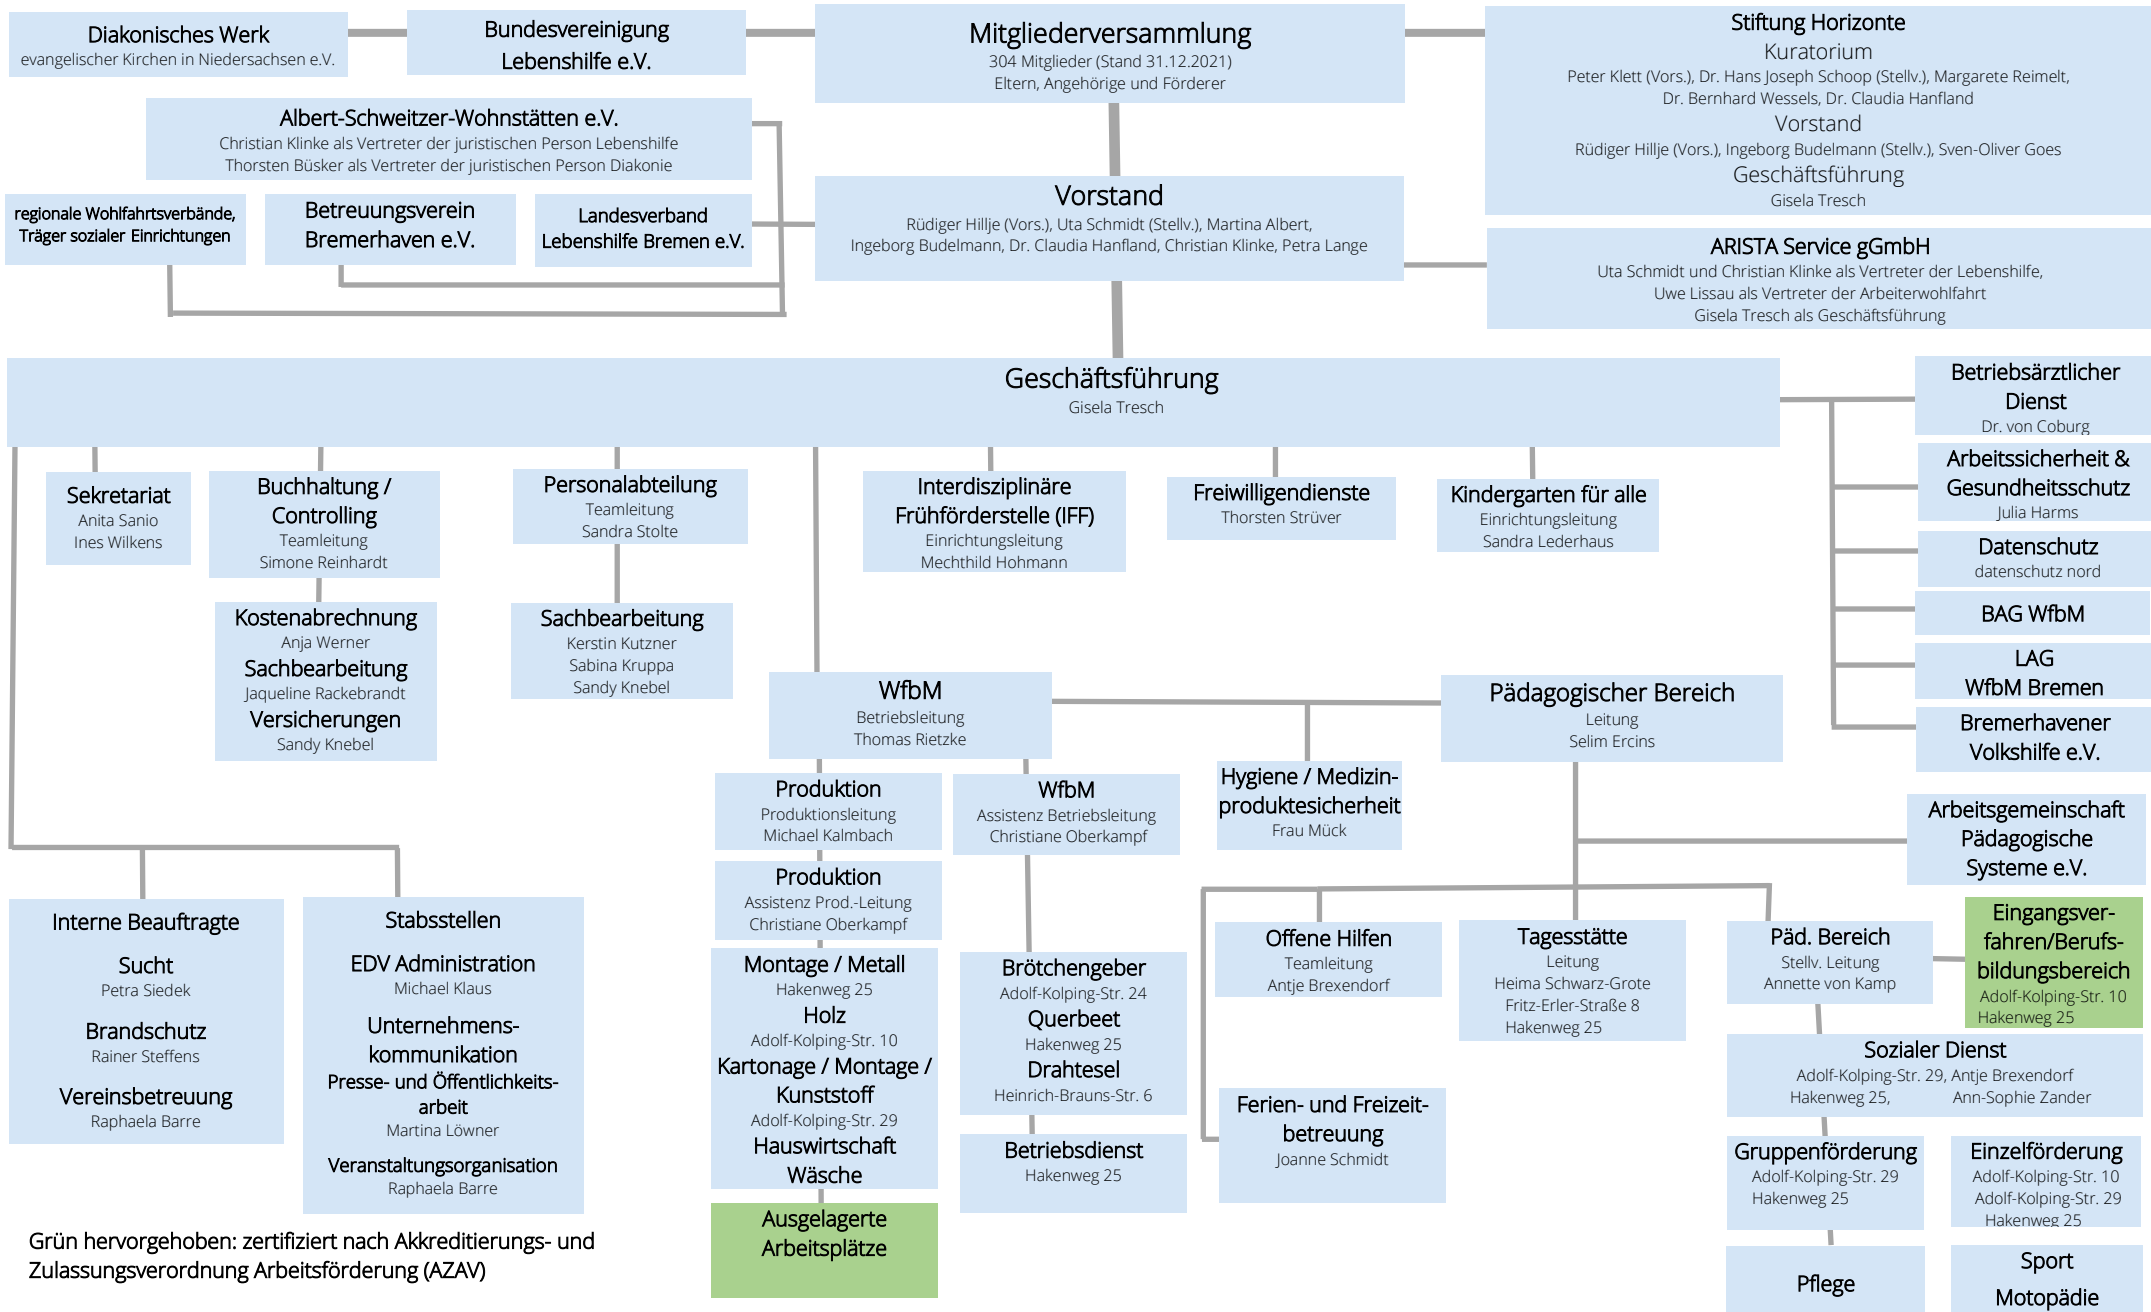 Diakonisches Werk
evangelischer Kirchen in Niedersachsen e.V.
Bundesvereinigung
Lebenshilfe e.V.
Mitgliederversammlung
304 Mitglieder (Stand 31.12.2021)
Eltern, Angehörige und Förderer
Stiftung Horizonte
Kuratorium
Peter Klett (Vors.), Dr. Hans Joseph Schoop (Stellv.), Margarete Reimelt,
Dr. Bernhard Wessels, Dr. Claudia Hanfland
Vorstand
Rüdiger Hillje (Vors.), Ingeborg Budelmann (Stellv.), Sven-Oliver Goes
Geschäftsführung
Gisela Tresch
Albert-Schweitzer-Wohnstätten e.V.
Christian Klinke als Vertreter der juristischen Person Lebenshilfe
Thorsten Büsker als Vertreter der juristischen Person Diakonie
regionale Wohlfahrtsverbände,
Träger sozialer Einrichtungen
Betreuungsverein
Bremerhaven e.V.
Landesverband
Lebenshilfe Bremen e.V.
Vorstand
Rüdiger Hillje (Vors.), Uta Schmidt (Stellv.), Martina Albert,
Ingeborg Budelmann, Dr. Claudia Hanfland, Christian Klinke, Petra Lange
ARISTA Service gGmbH
Uta Schmidt und Christian Klinke als Vertreter der Lebenshilfe,
Uwe Lissau als Vertreter der Arbeiterwohlfahrt
Gisela Tresch als Geschäftsführung
Geschäftsführung
Gisela Tresch
Betriebsärztlicher
Dienst
Dr. von Coburg
Arbeitssicherheit &
Gesundheitsschutz
Julia Harms
Datenschutz
datenschutz nord
BAG WfbM
LAG
WfbM Bremen
Bremerhavener
Volkshilfe e.V.
Sekretariat
Anita Sanio
Ines Wilkens
Buchhaltung /
Controlling
Teamleitung
Simone Reinhardt
Kostenabrechnung
Anja Werner
Sachbearbeitung
Jaqueline Rackebrandt
Versicherungen
Sandy Knebel
Personalabteilung
Teamleitung
Sandra Stolte
Sachbearbeitung
Kerstin Kutzner
Sabina Kruppa
Sandy Knebel
Interdisziplinäre
Frühförderstelle (IFF)
Einrichtungsleitung
Mechthild Hohmann
Freiwilligendienste
Thorsten Strüver
Kindergarten für alle
Einrichtungsleitung
Sandra Lederhaus
WfbM
Betriebsleitung
Thomas Rietzke
Pädagogischer Bereich
Leitung
Selim Ercins
Produktion
Produktionsleitung
Michael Kalmbach
WfbM
Assistenz Betriebsleitung
Christiane Oberkampf
Hygiene / Medizin-
produktesicherheit
Frau Mück
Arbeitsgemeinschaft
Pädagogische
Systeme e.V.
Produktion
Assistenz Prod.-Leitung
Christiane Oberkampf
Montage / Metall
Hakenweg 25
Holz
Adolf-Kolping-Str. 10
Kartonage / Montage /
Kunststoff
Adolf-Kolping-Str. 29
Hauswirtschaft
Wäsche
Ausgelagerte
Arbeitsplätze
Brötchengeber
Adolf-Kolping-Str. 24
Querbeet
Hakenweg 25
Drahtesel
Heinrich-Brauns-Str. 6
Betriebsdienst
Hakenweg 25
Offene Hilfen
Teamleitung
Antje Brexendorf
Ferien- und Freizeit-
betreuung
Joanne Schmidt
Tagesstätte
Leitung
Heima Schwarz-Grote
Fritz-Erler-Straße 8
Hakenweg 25
Päd. Bereich
Stellv. Leitung
Annette von Kamp
Eingangsver-
fahren/Berufs-
bildungsbereich
Adolf-Kolping-Str. 10
Hakenweg 25
Sozialer Dienst
Adolf-Kolping-Str. 29, Antje Brexendorf
Hakenweg 25, Ann-Sophie Zander
Gruppenförderung
Adolf-Kolping-Str. 29
Hakenweg 25
Einzelförderung
Adolf-Kolping-Str. 10
Adolf-Kolping-Str. 29
Hakenweg 25
Pflege
Sport
Motopädie
Interne Beauftragte
Sucht
Petra Siedek
Brandschutz
Rainer Steffens
Vereinsbetreuung
Raphaela Barre
Stabsstellen
EDV Administration
Michael Klaus
Unternehmens-
kommunikation
Presse- und Öffentlichkeits-
arbeit
Martina Löwner
Veranstaltungsorganisation
Raphaela Barre
Grün hervorgehoben: zertifiziert nach Akkreditierungs- und
Zulassungsverordnung Arbeitsförderung (AZAV)